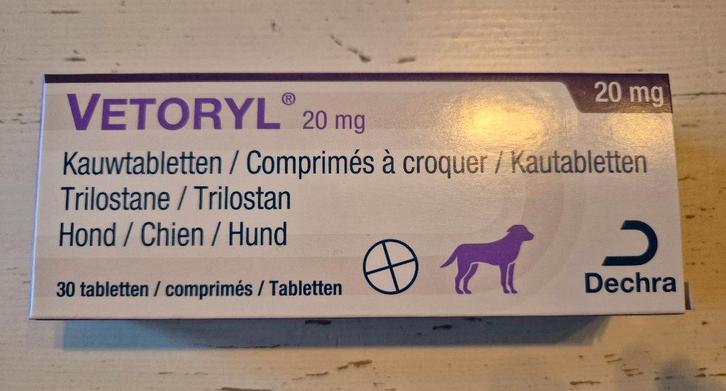 VETORYL® 20 mg
20 mg
Kauwtabletten / Comprimés à croquer / Kautabletten
Trilostane / Trilostan
Hond / Chien / Hund
30 tabletten / comprimés / Tabletten
Dechra